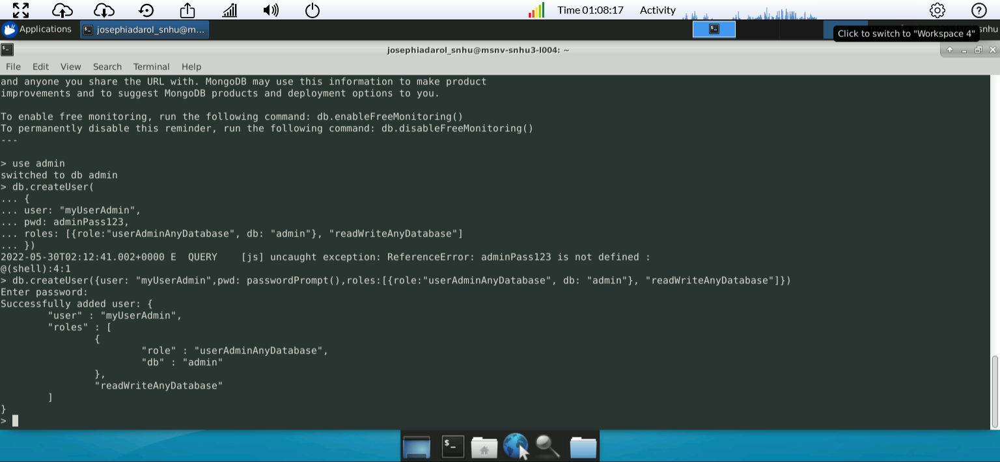 Time 01:08:17 Activity
Applications josephiadarol_snhu@m... snhu
Click to switch to "Workspace 4"
josephiadarol_snhu@msnv-snhu3-l004: ~
File Edit View Search Terminal Help
and anyone you share the URL with. MongoDB may use this information to make product
improvements and to suggest MongoDB products and deployment options to you.
To enable free monitoring, run the following command: db.enableFreeMonitoring()
To permanently disable this reminder, run the following command: db.disableFreeMonitoring()
---
> use admin
switched to db admin
> db.createUser(
... {
... user: "myUserAdmin",
... pwd: adminPass123,
... roles: [{role:"userAdminAnyDatabase", db: "admin"}, "readWriteAnyDatabase"]
... })
2022-05-30T02:12:41.002+0000 E  QUERY    [js] uncaught exception: ReferenceError: adminPass123 is not defined :
@(shell):4:1
> db.createUser({user: "myUserAdmin",pwd: passwordPrompt(),roles:[{role:"userAdminAnyDatabase", db: "admin"}, "readWriteAnyDatabase"]})
Enter password:
Successfully added user: {
"user" : "myUserAdmin",
"roles" : [
{
"role" : "userAdminAnyDatabase",
"db" : "admin"
},
"readWriteAnyDatabase"
]
}
>